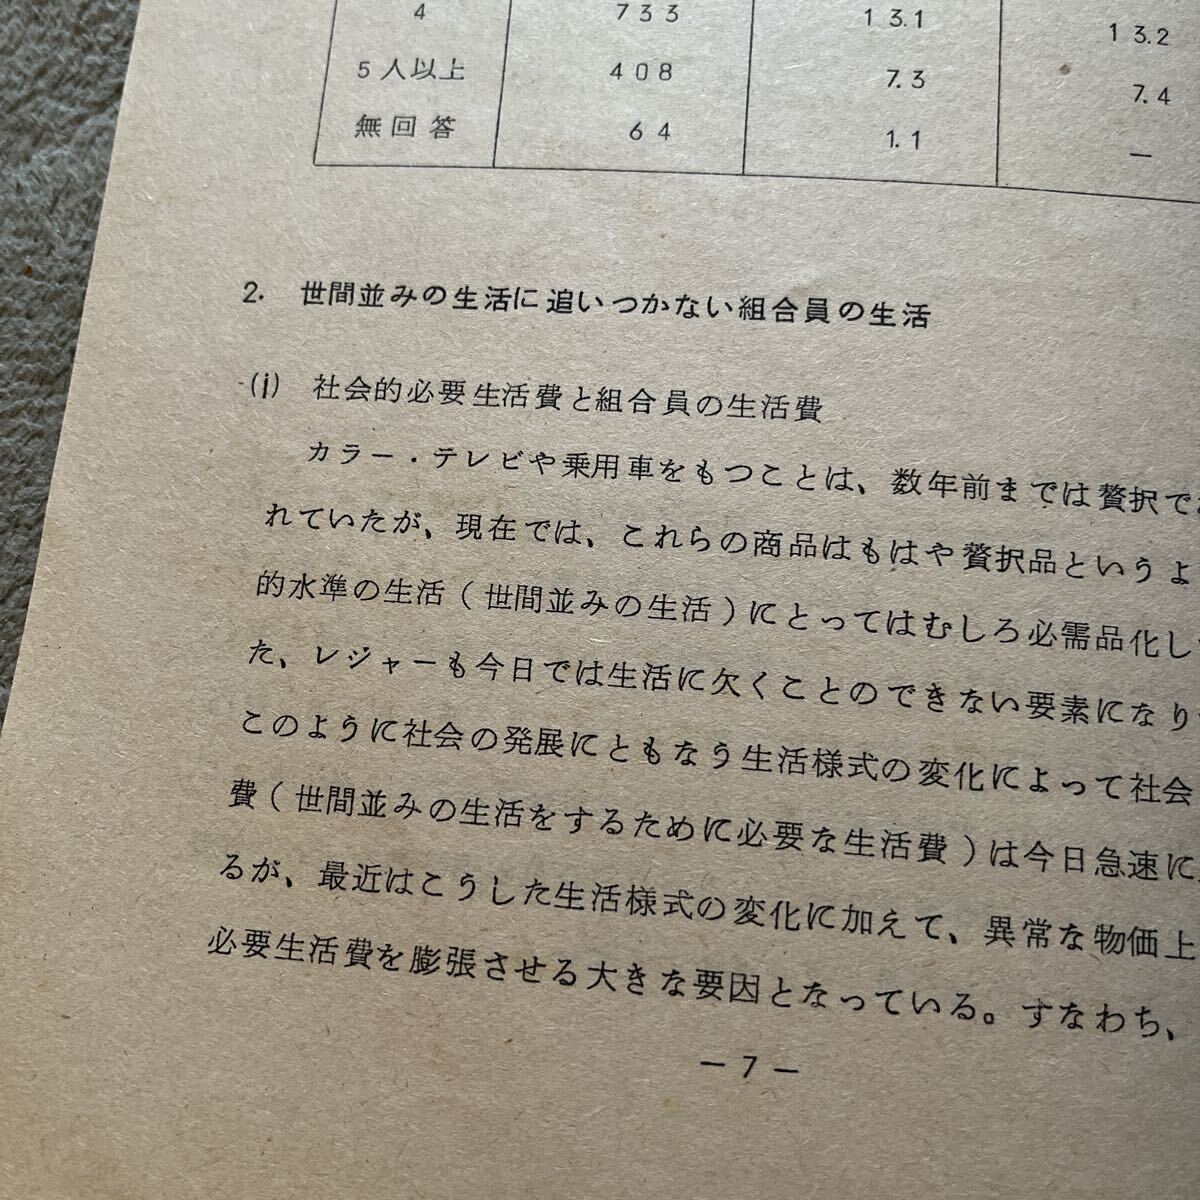 4 733 13.1 13.2
5人以上 408 7.3 7.4
無回答 64 1.1 —
2. 世間並みの生活に追いつかない組合員の生活
(i) 社会的必要生活費と組合員の生活費
カラー・テレビや乗用車をもつことは、数年前までは贅択で
れていたが、現在では、これらの商品はもはや贅択品というよ
的水準の生活(世間並みの生活)にとってはむしろ必需品化し
た、レジャーも今日では生活に欠くことのできない要素になり
このように社会の発展にともなう生活様式の変化によって社会
費(世間並みの生活をするために必要な生活費)は今日急速に
るが、最近はこうした生活様式の変化に加えて、異常な物価上
必要生活費を膨張させる大きな要因となっている。すなわち、
— 7 —